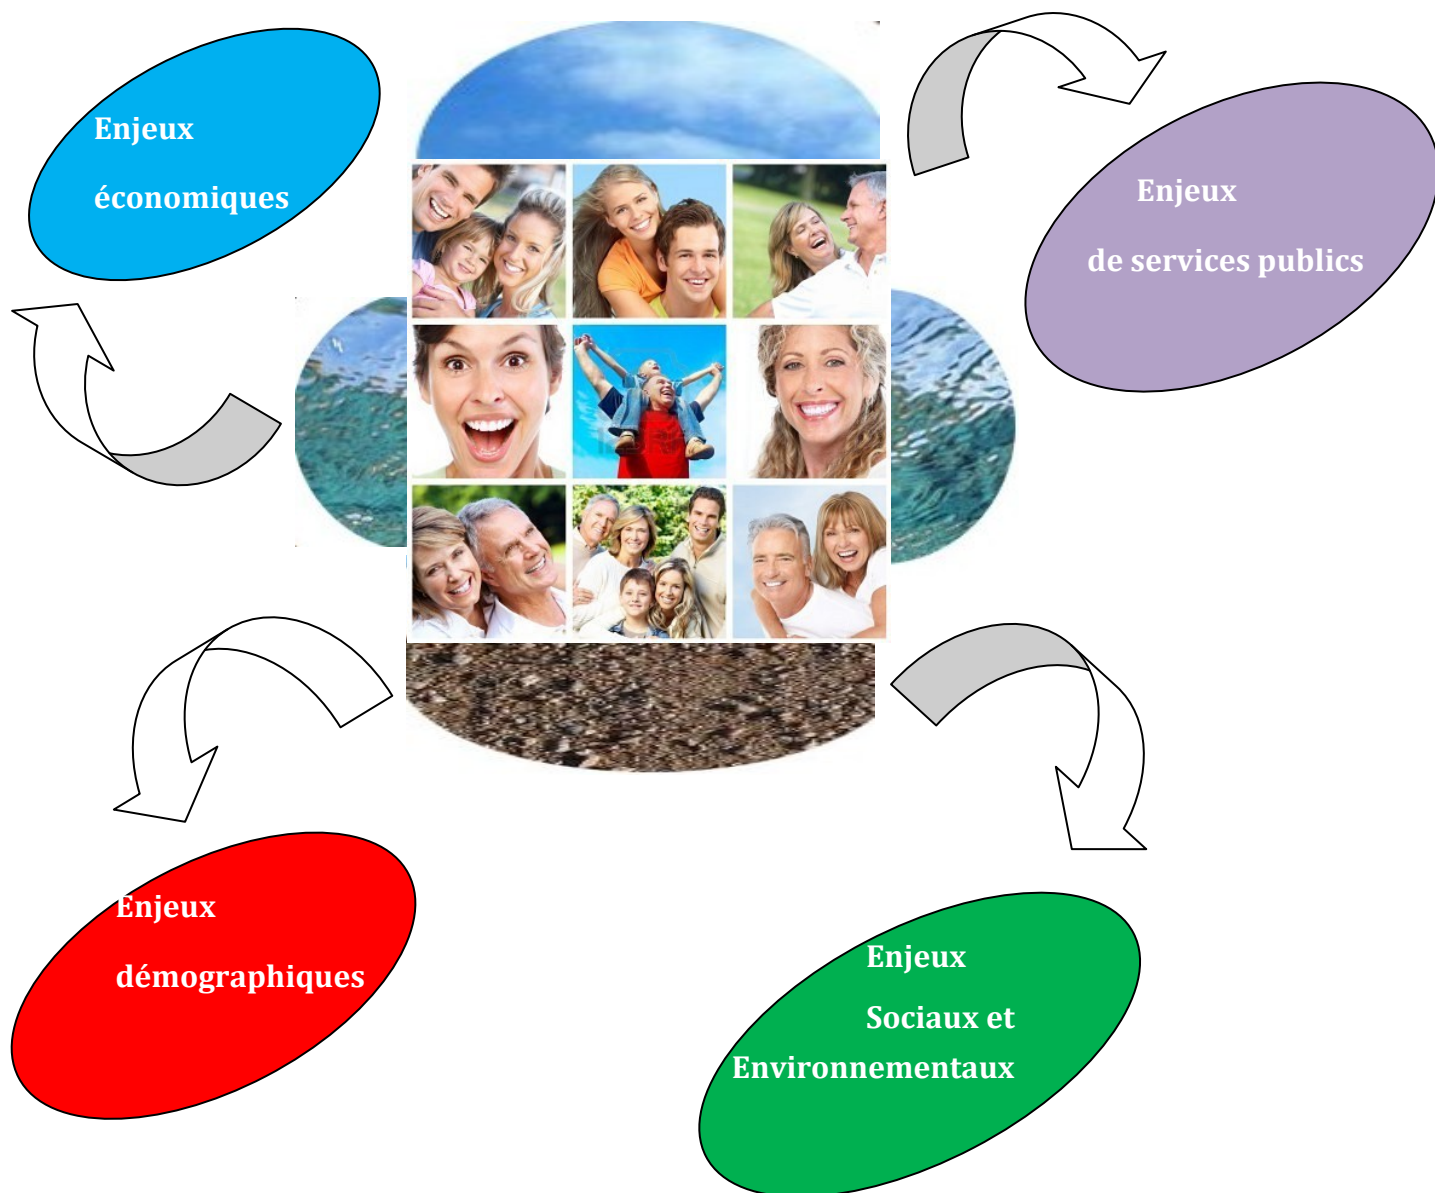 Enjeux
économiques
Enjeux
de services publics
Enjeux
démographiques
Enjeux
Sociaux et
Environnementaux